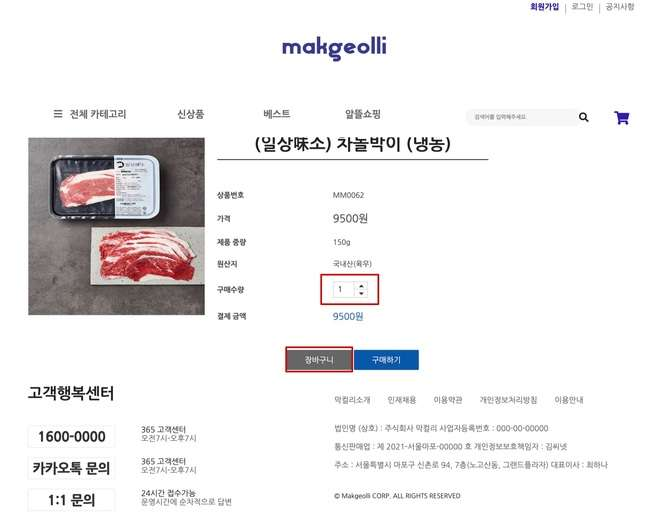 회원가입 | 로그인 | 공지사항
makgeolli
전체 카테고리 신상품 베스트 알뜰쇼핑 검색어를 입력해주세요
(일상味소) 차돌박이 (냉동)
상품번호 MM0062
가격 9500원
제품 중량 150g
원산지 국내산(육우)
구매수량 1
결제 금액 9500원
장바구니 구매하기
고객행복센터
막컬리소개 인재채용 이용약관 개인정보처리방침 이용안내
1600-0000 365 고객센터
오전7시-오후7시
법인명 (상호) : 주식회사 막컬리 사업자등록번호 : 000-00-00000
통신판매업 : 제 2021-서울마포-00000 호 개인정보보호책임자 : 김씨넷
카카오톡 문의 365 고객센터
오전7시-오후7시
주소 : 서울특별시 마포구 신촌로 94, 7층(노고산동, 그랜드플라자) 대표이사 : 최하나
1:1 문의 24시간 접수가능
운영시간에 순차적으로 답변
© Makgeolli CORP. ALL RIGHTS RESERVED